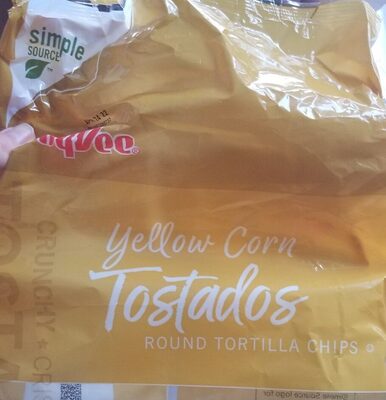 simple
SOURCE
HyVee
Yellow Corn
Tostados
ROUND TORTILLA CHIPS
CRUNCHY ★